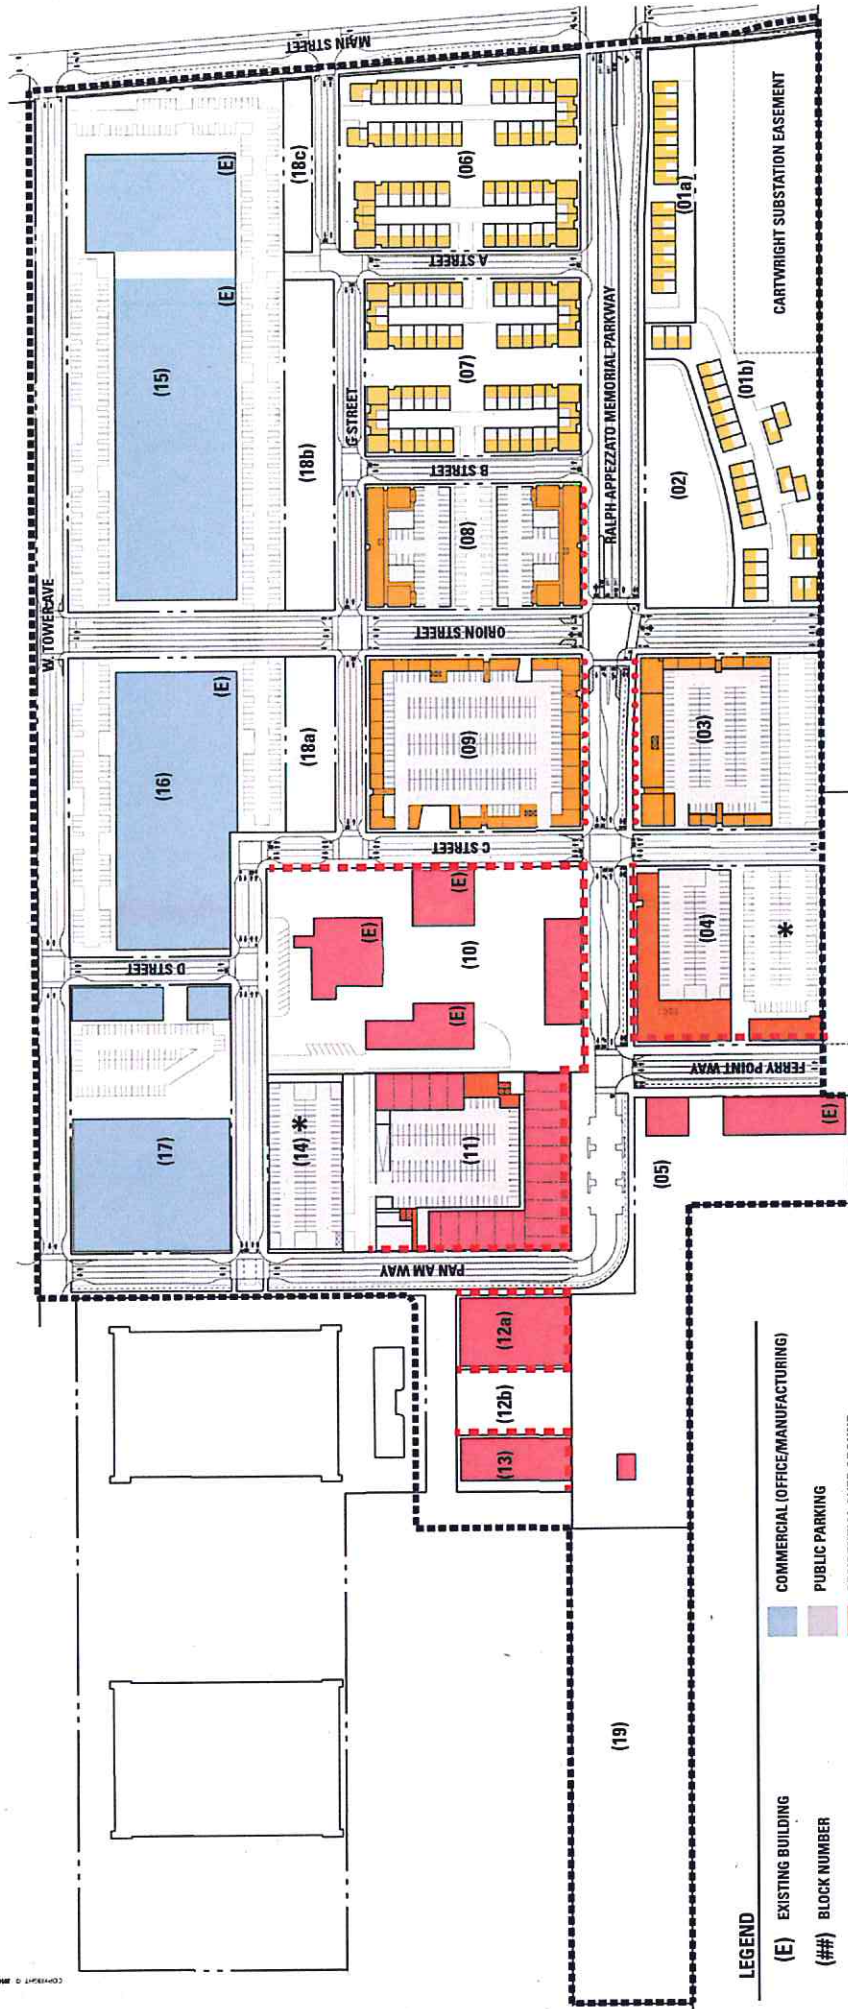 COPYRIGHT ©
MAIN STREET
W. TOWER AVE
(E)
(15)
(E)
(18c)
(06)
A STREET
(01a)
CARTWRIGHT SUBSTATION EASEMENT
(18b)
G STREET
(07)
B STREET
RALPH APPEZZATO MEMORIAL PARKWAY
(01b)
(02)
(08)
ORION STREET
(E)
(16)
(18a)
(09)
(03)
C STREET
(E)
(E)
(10)
(E)
(04)
*
D STREET
FERRY POINT WAY
(17)
(14) *
(11)
(05)
(E)
PAN AM WAY
(12a)
(12b)
(13)
(19)
LEGEND
(E) EXISTING BUILDING
(##) BLOCK NUMBER
COMMERCIAL (OFFICE/MANUFACTURING)
PUBLIC PARKING